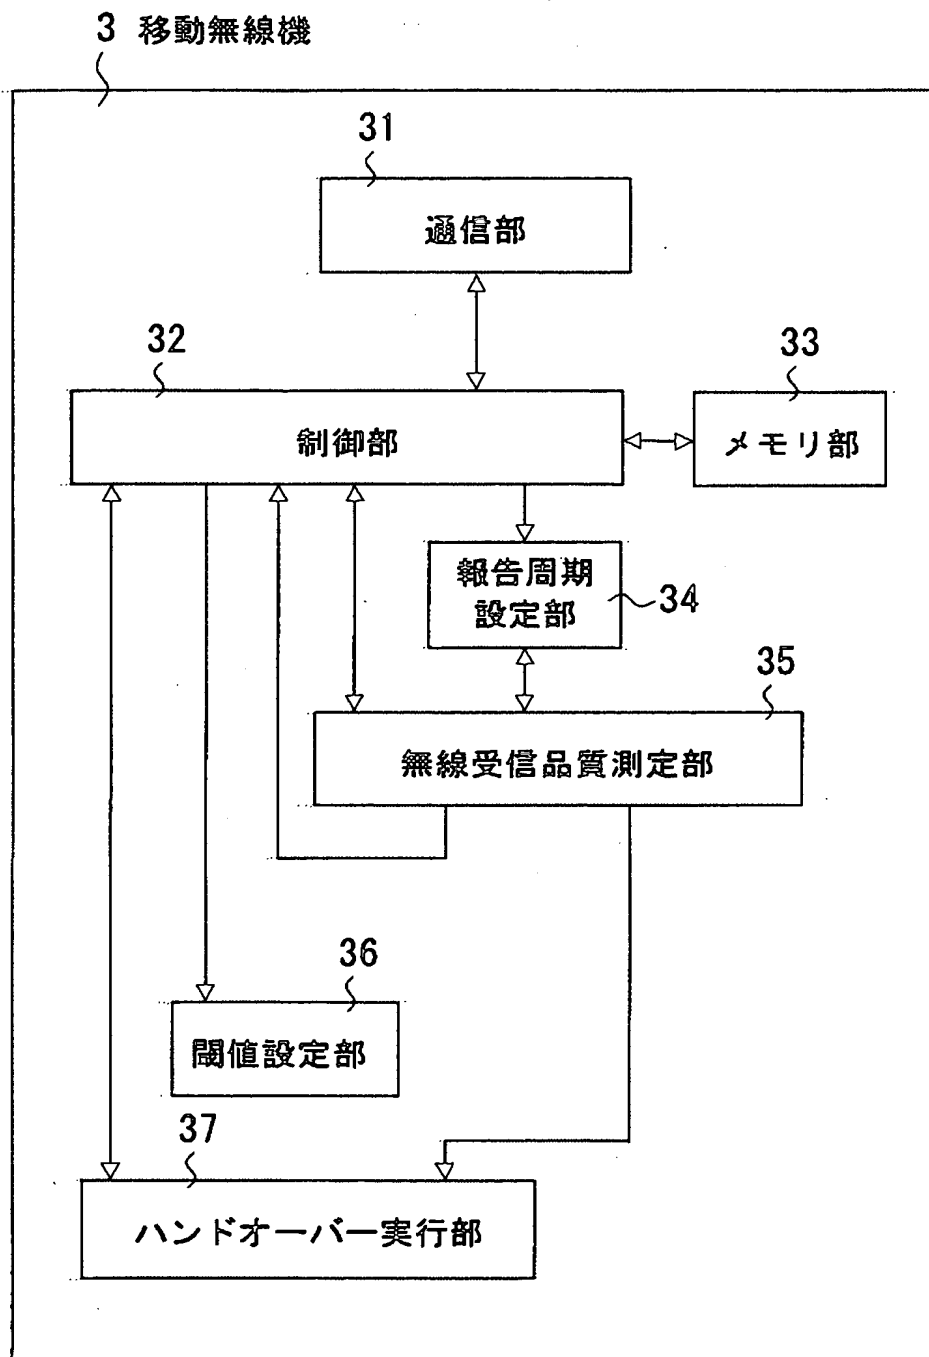 3 移動無線機
31
通信部
32
制御部
33
メモリ部
報告周期
設定部
34
35
無線受信品質測定部
36
閾値設定部
37
ハンドオーバー実行部